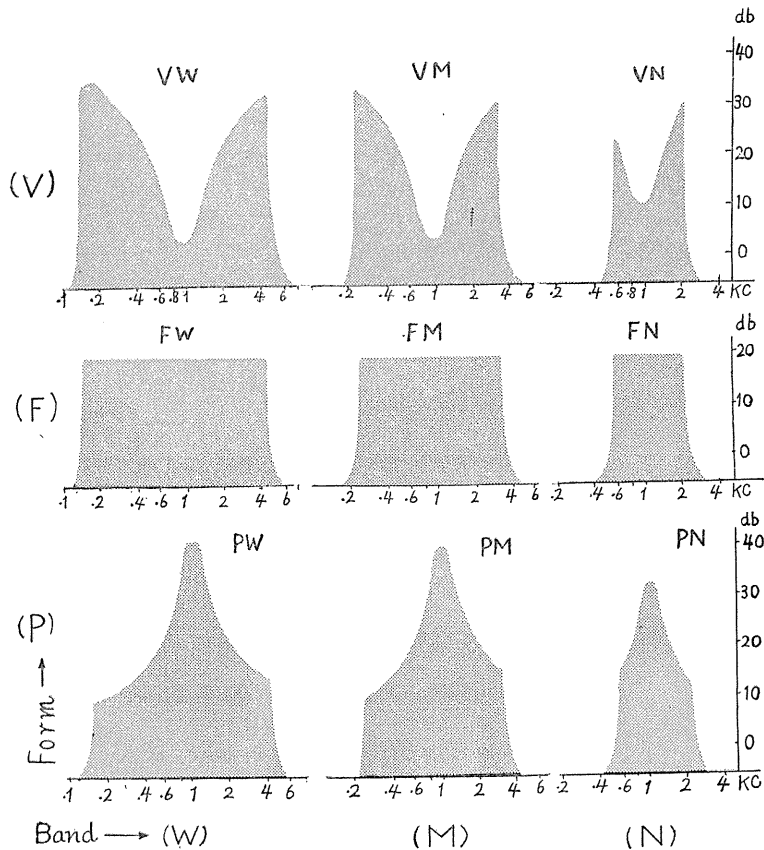 db
40
VW VM VN
30
20
(V)
10
0
.1 .2 .4 .6 .8 1 2 4 6 .2 .4 .6 1 2 4 6 .2 .4 .6 .8 1 2 4 KC
FW FM FN
db
20
(F)
10
0
.1 .2 .4 .6 1 2 4 6 .2 .4 .6 1 2 4 6 .4 .6 1 2 4 KC
db
PW PM PN
40
30
(P)
20
10
Form →
0
.1 .2 .4 .6 1 2 4 6 .2 .4 .6 1 2 4 6 .2 .4 .6 1 2 4 KC
Band → (W) (M) (N)